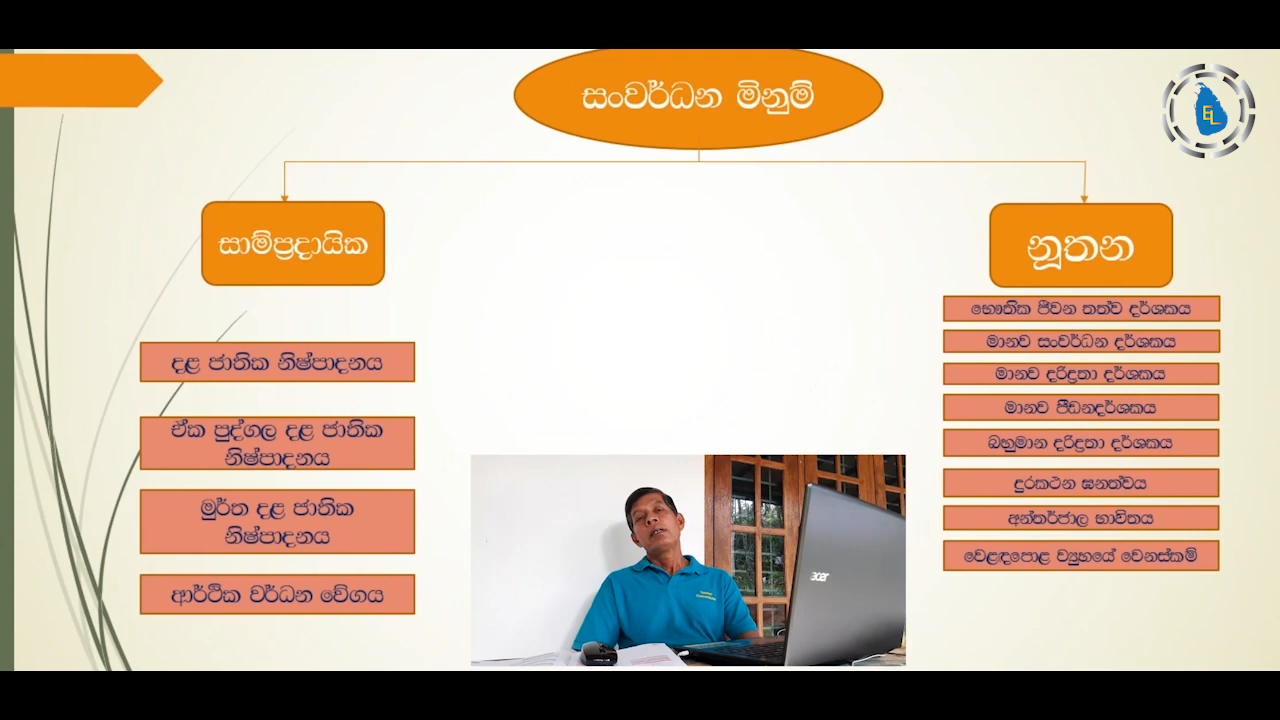 සංවර්ධන මිනුම්
EL
සාම්ප්‍රදායික
දළ ජාතික නිෂ්පාදනය
ඒක පුද්ගල දළ ජාතික
නිෂ්පාදනය
මූර්ත දළ ජාතික
නිෂ්පාදනය
ආර්ථික වර්ධන වේගය
නූතන
භෞතික ජීවන තත්ව දර්ශකය
මානව සංවර්ධන දර්ශකය
මානව දරිද්‍රතා දර්ශකය
මානව පීඩනදර්ශකය
බහුමාන දරිද්‍රතා දර්ශකය
දුරකථන ඝනත්වය
අන්තර්ජාල භාවිතය
වෙළඳපොළ ව්‍යුහයේ වෙනස්කම්
acer